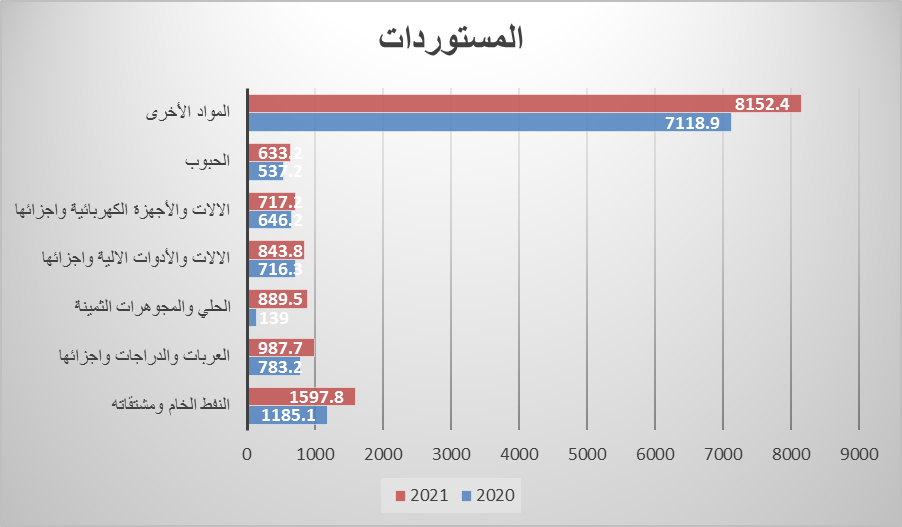 المستوردات
المواد الأخرى
8152.4
7118.9
الحبوب
633.2
537.2
الالات والأجهزة الكهربائية واجزائها
717.2
646.2
الالات والأدوات الالية واجزائها
843.8
716.3
الحلي والمجوهرات الثمينة
889.5
139
العربات والدراجات واجزائها
987.7
783.2
النفط الخام ومشتقاته
1597.8
1185.1
0 1000 2000 3000 4000 5000 6000 7000 8000 9000
2021 2020